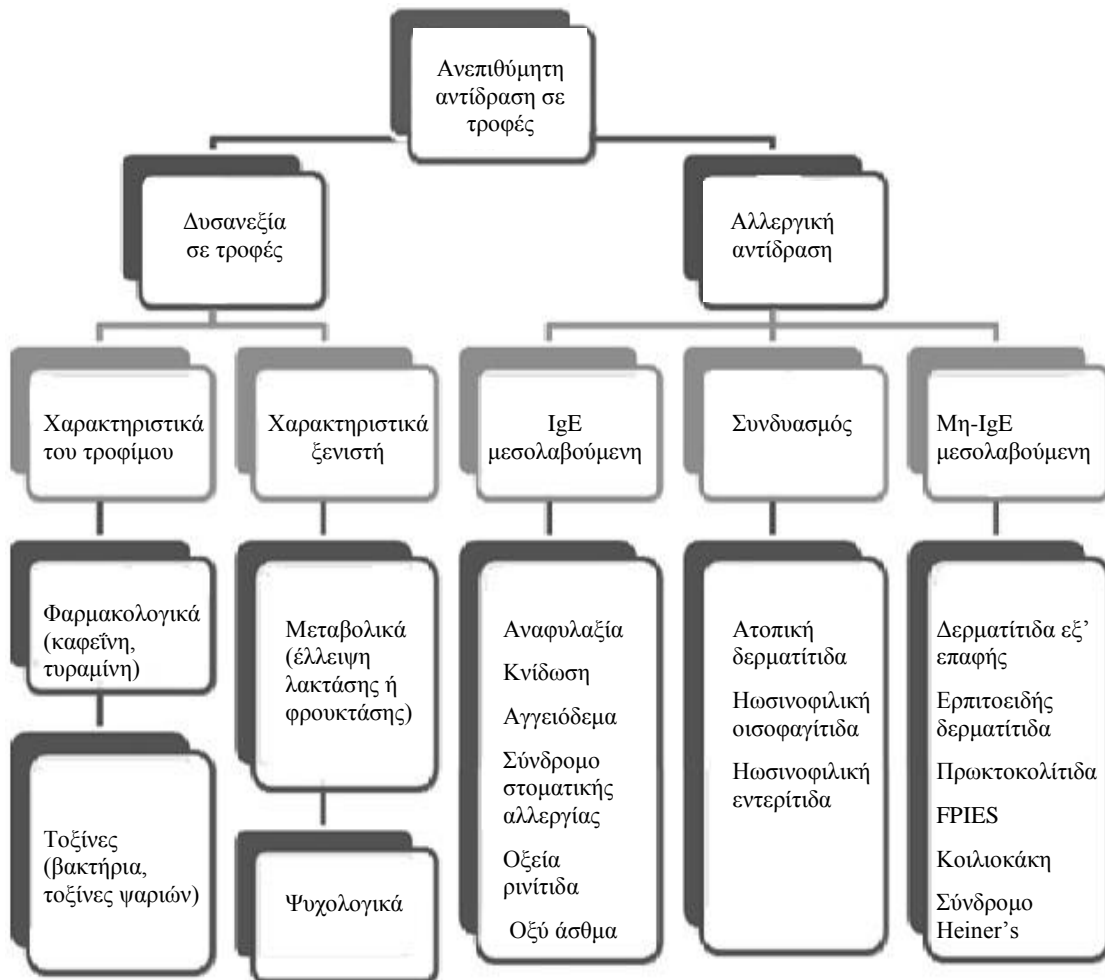 Ανεπιθύμητη
αντίδραση σε
τροφές
Δυσανεξία
σε τροφές
Αλλεργική
αντίδραση
Χαρακτηριστικά
του τροφίμου
Χαρακτηριστικά
ξενιστή
IgE
μεσολαβούμενη
Συνδυασμός
Μη-IgE
μεσολαβούμενη
Φαρμακολογικά
(καφεΐνη,
τυραμίνη)
Τοξίνες
(βακτήρια,
τοξίνες ψαριών)
Μεταβολικά
(έλλειψη
λακτάσης ή
φρουκτάσης)
Ψυχολογικά
Αναφυλαξία
Κνίδωση
Αγγειόδεμα
Σύνδρομο
στοματικής
αλλεργίας
Οξεία
ρινίτιδα
Οξύ άσθμα
Ατοπική
δερματίτιδα
Ηωσινοφιλική
οισοφαγίτιδα
Ηωσινοφιλική
εντερίτιδα
Δερματίτιδα εξ’
επαφής
Ερπιτοειδής
δερματίτιδα
Πρωκτοκολίτιδα
FPIES
Κοιλιοκάκη
Σύνδρομο
Heiner’s